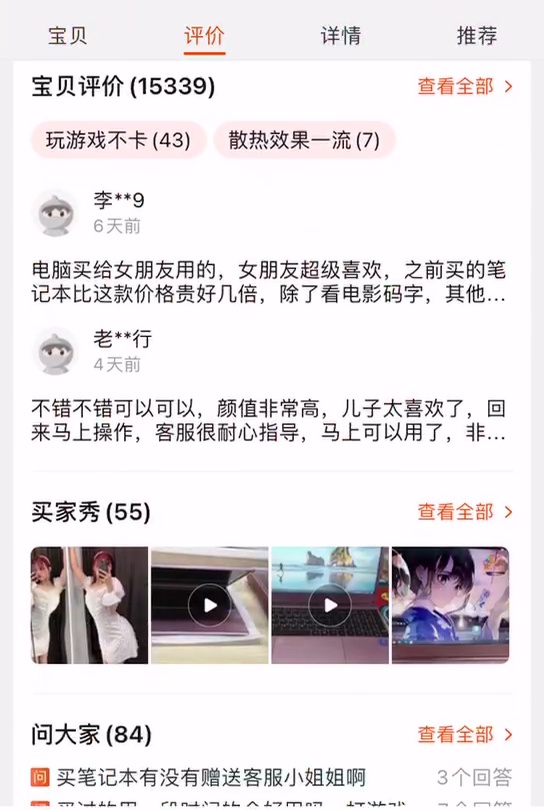 宝贝 评价 详情 推荐
宝贝评价(15339) 查看全部 >
玩游戏不卡(43) 散热效果一流(7)
李**9
6天前
电脑买给女朋友用的，女朋友超级喜欢，之前买的笔
记本比这款价格贵好几倍，除了看电影码字，其他...
老**行
4天前
不错不错可以可以，颜值非常高，儿子太喜欢了，回
来马上操作，客服很耐心指导，马上可以用了，非...
买家秀(55) 查看全部 >
问大家(84) 查看全部 >
问 买笔记本有没有赠送客服小姐姐啊 3个回答